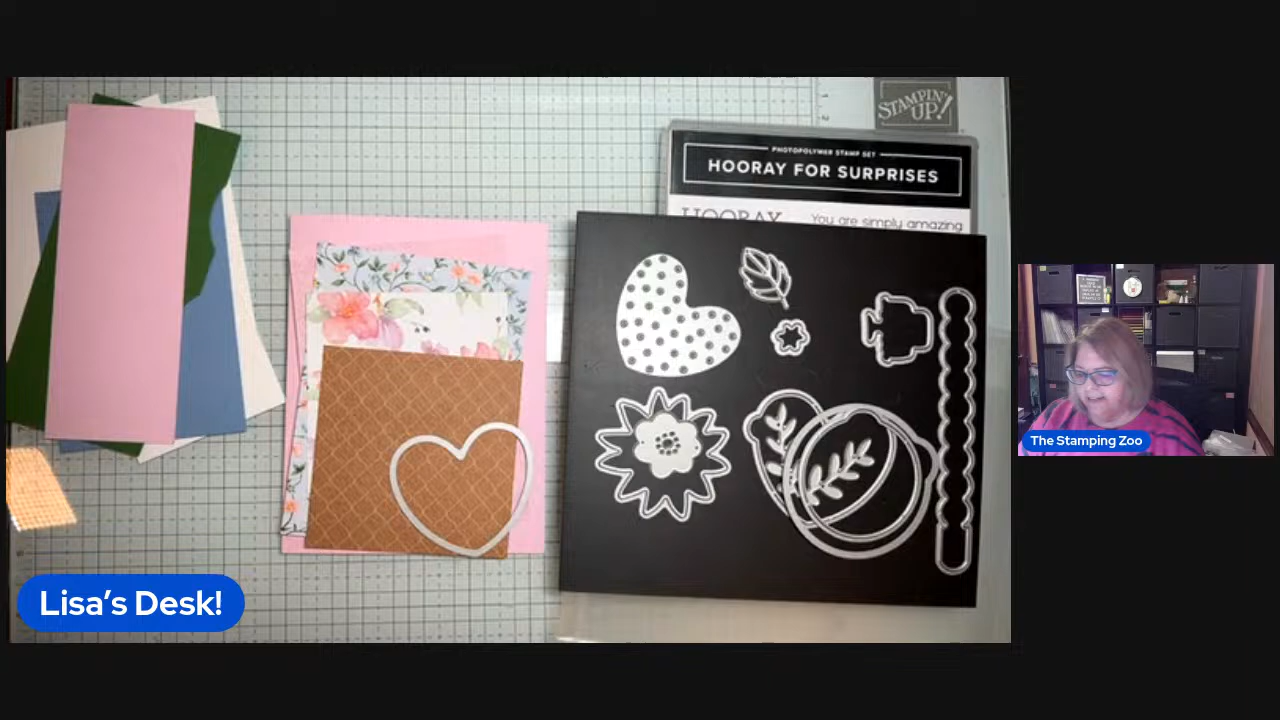 STAMPIN'
UP!
PHOTOPOLYMER STAMP SET
HOORAY FOR SURPRISES
HOORAY
You are simply amazing
The Stamping Zoo
Lisa's Desk!